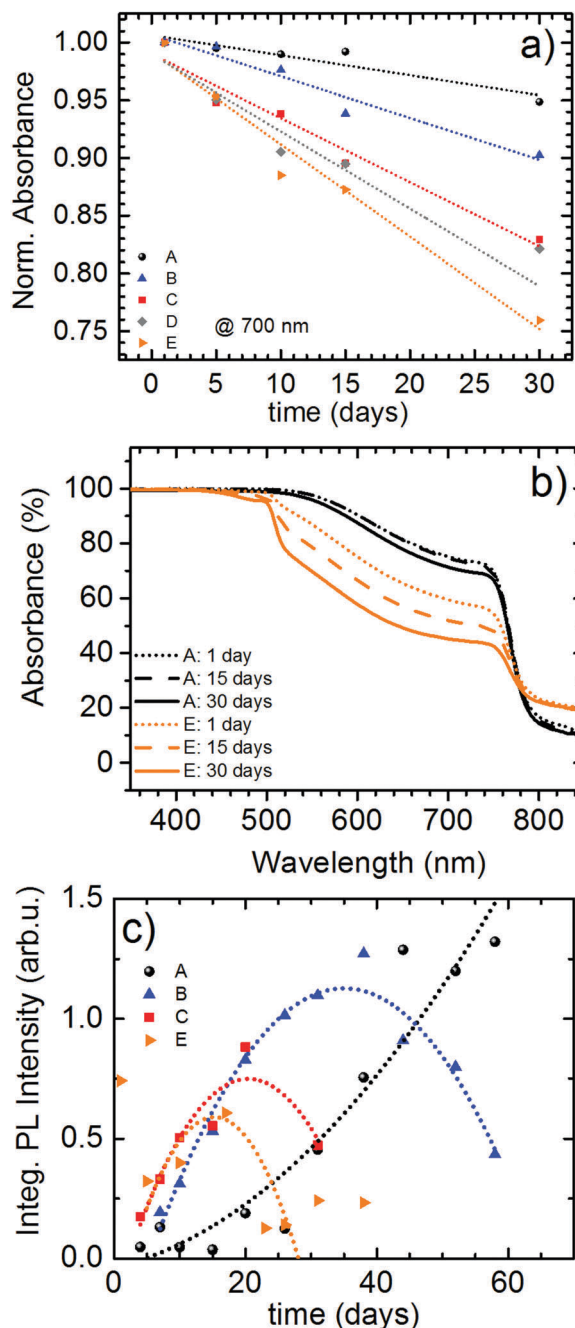 a)
Norm. Absorbance
1.00
0.95
0.90
0.85
0.80
0.75
A
B
C
D
E
@ 700 nm
0 5 10 15 20 25 30
time (days)
b)
Absorbance (%)
100
80
60
40
20
0
A: 1 day
A: 15 days
A: 30 days
E: 1 day
E: 15 days
E: 30 days
400 500 600 700 800
Wavelength (nm)
c)
Integ. PL Intensity (arb.u.)
1.5
1.0
0.5
0.0
A
B
C
E
0 20 40 60
time (days)